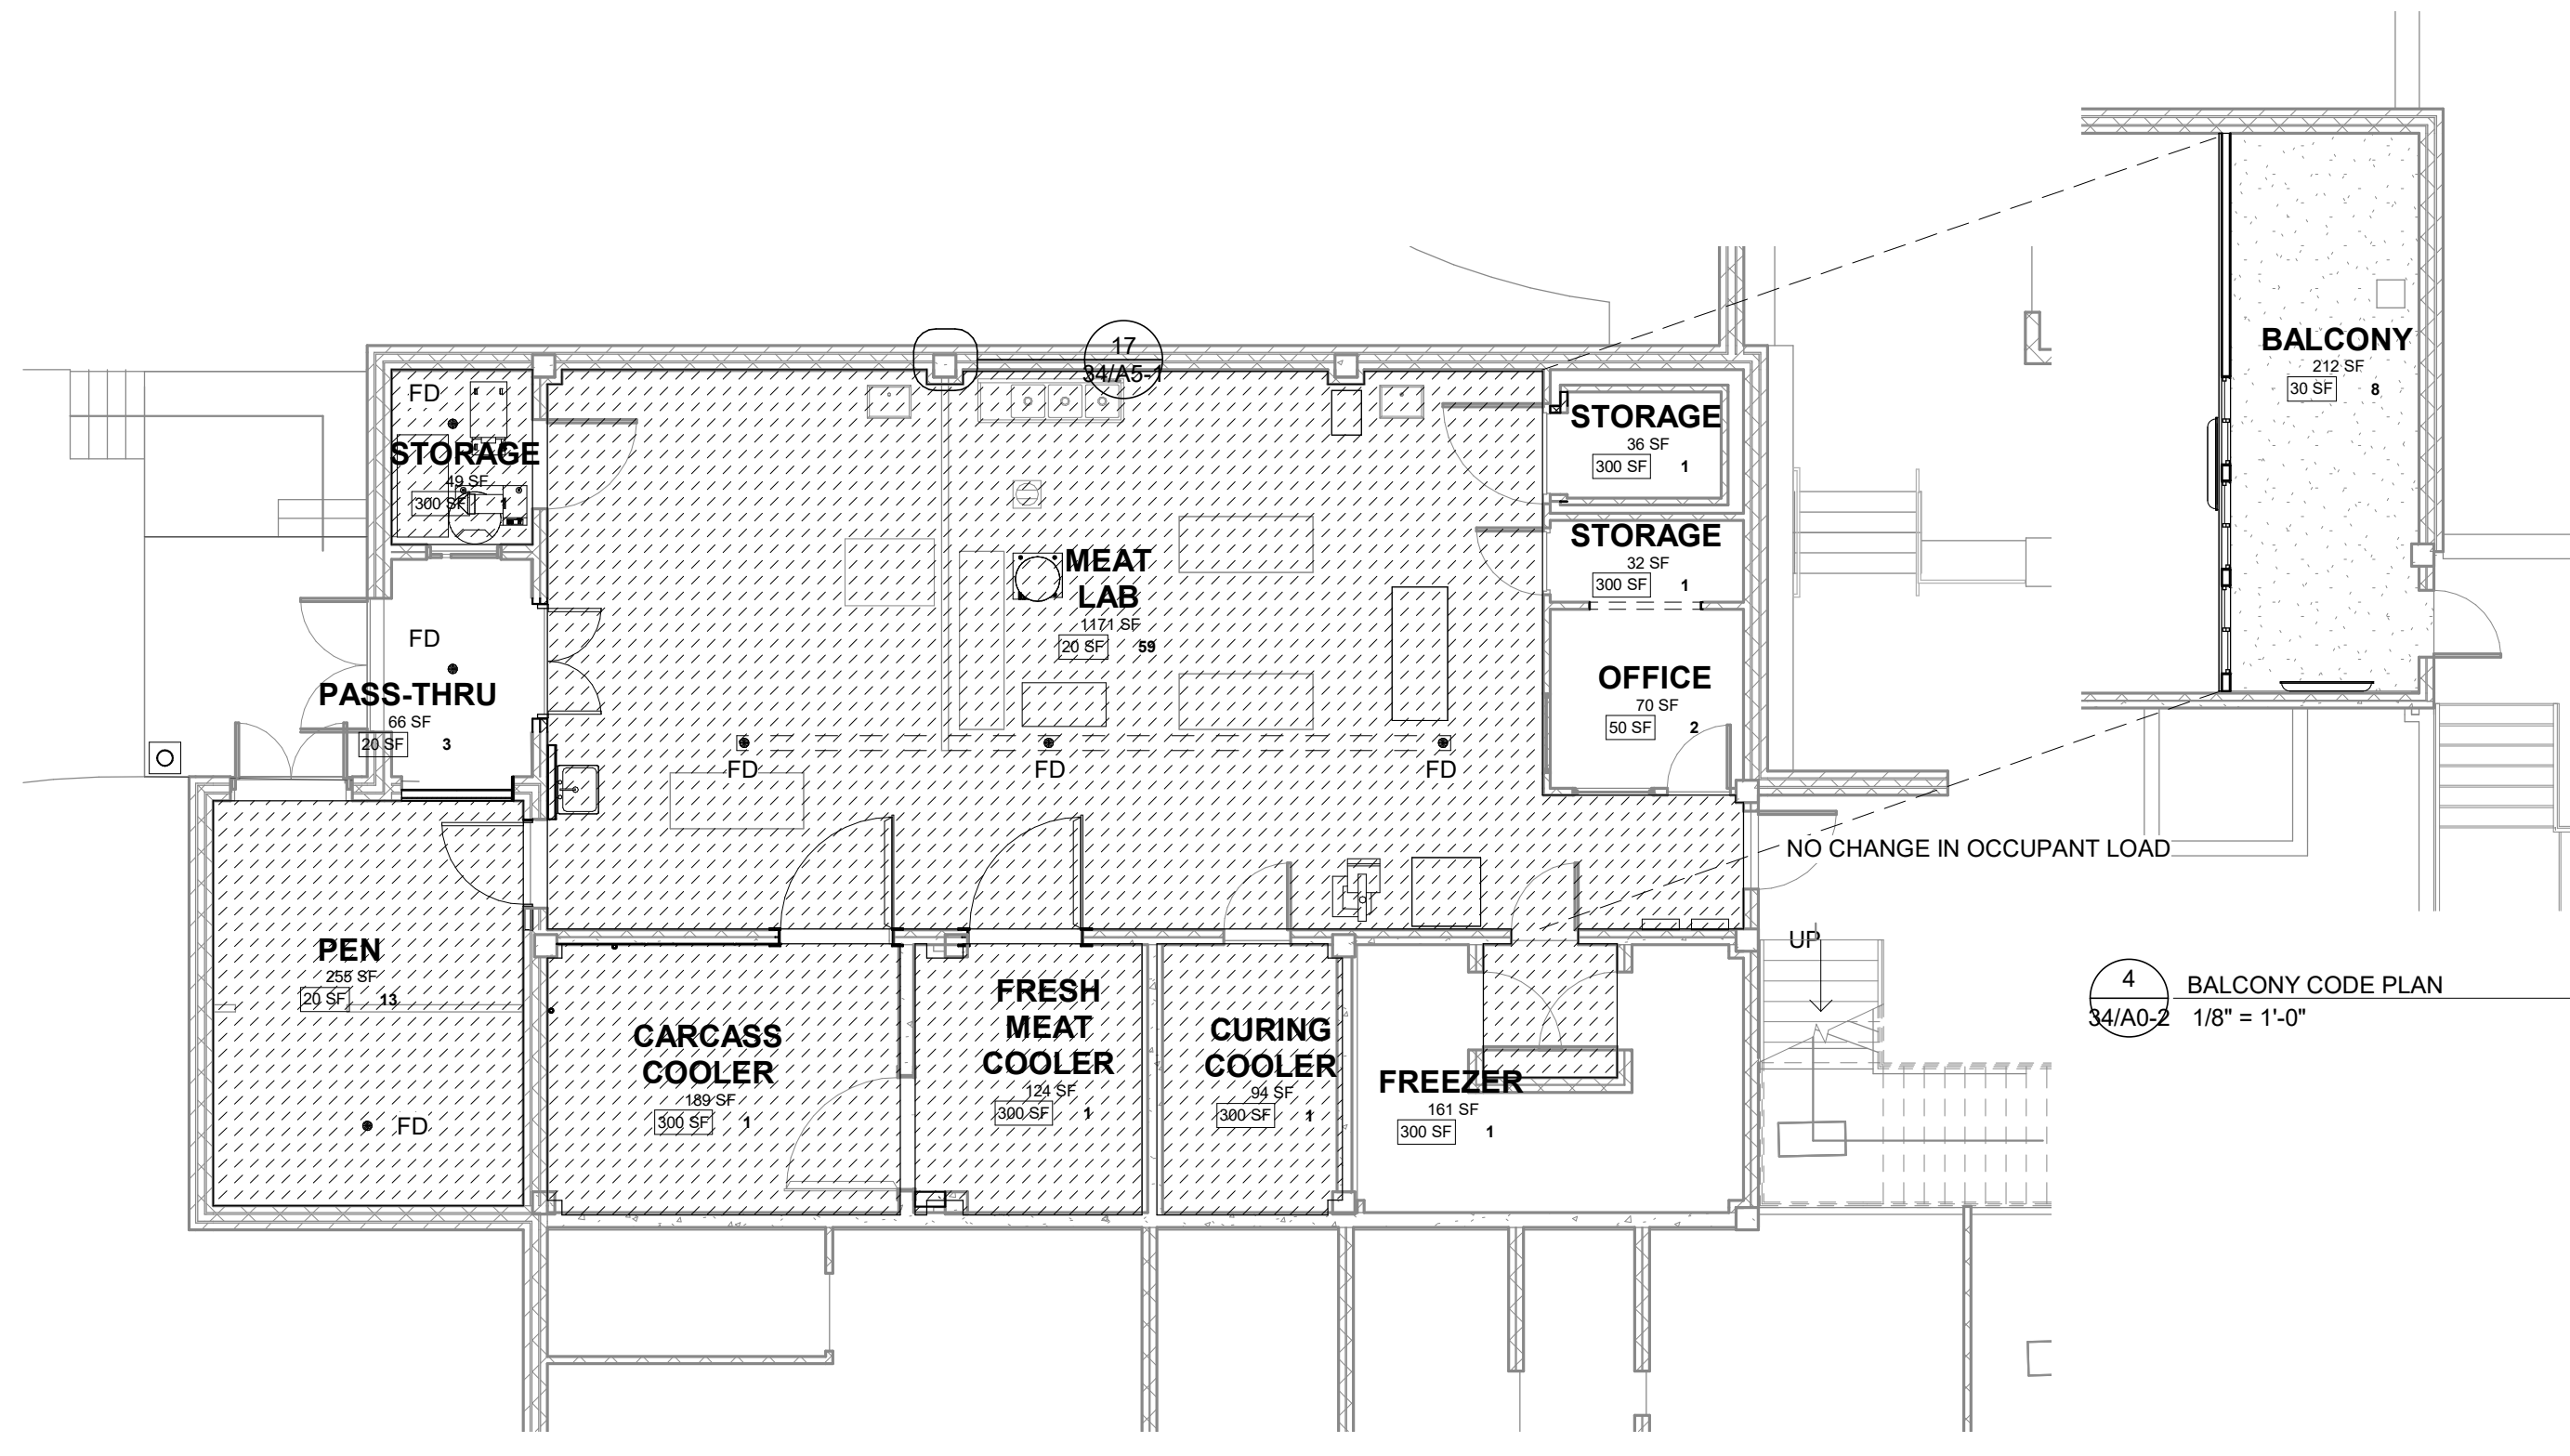 17
34/A5-1
FD
STORAGE
49 SF
300 SF 1
FD
PASS-THRU
66 SF
20 SF 3
MEAT
LAB
1171 SF
20 SF 59
FD
FD
FD
STORAGE
36 SF
300 SF 1
STORAGE
32 SF
300 SF 1
OFFICE
70 SF
50 SF 2
BALCONY
212 SF
30 SF 8
NO CHANGE IN OCCUPANT LOAD
PEN
255 SF
20 SF 13
FD
CARCASS
COOLER
189 SF
300 SF 1
FRESH
MEAT
COOLER
124 SF
300 SF 1
CURING
COOLER
94 SF
300 SF 1
FREEZER
161 SF
300 SF 1
UP
4
34/A0-2
BALCONY CODE PLAN
1/8" = 1'-0"